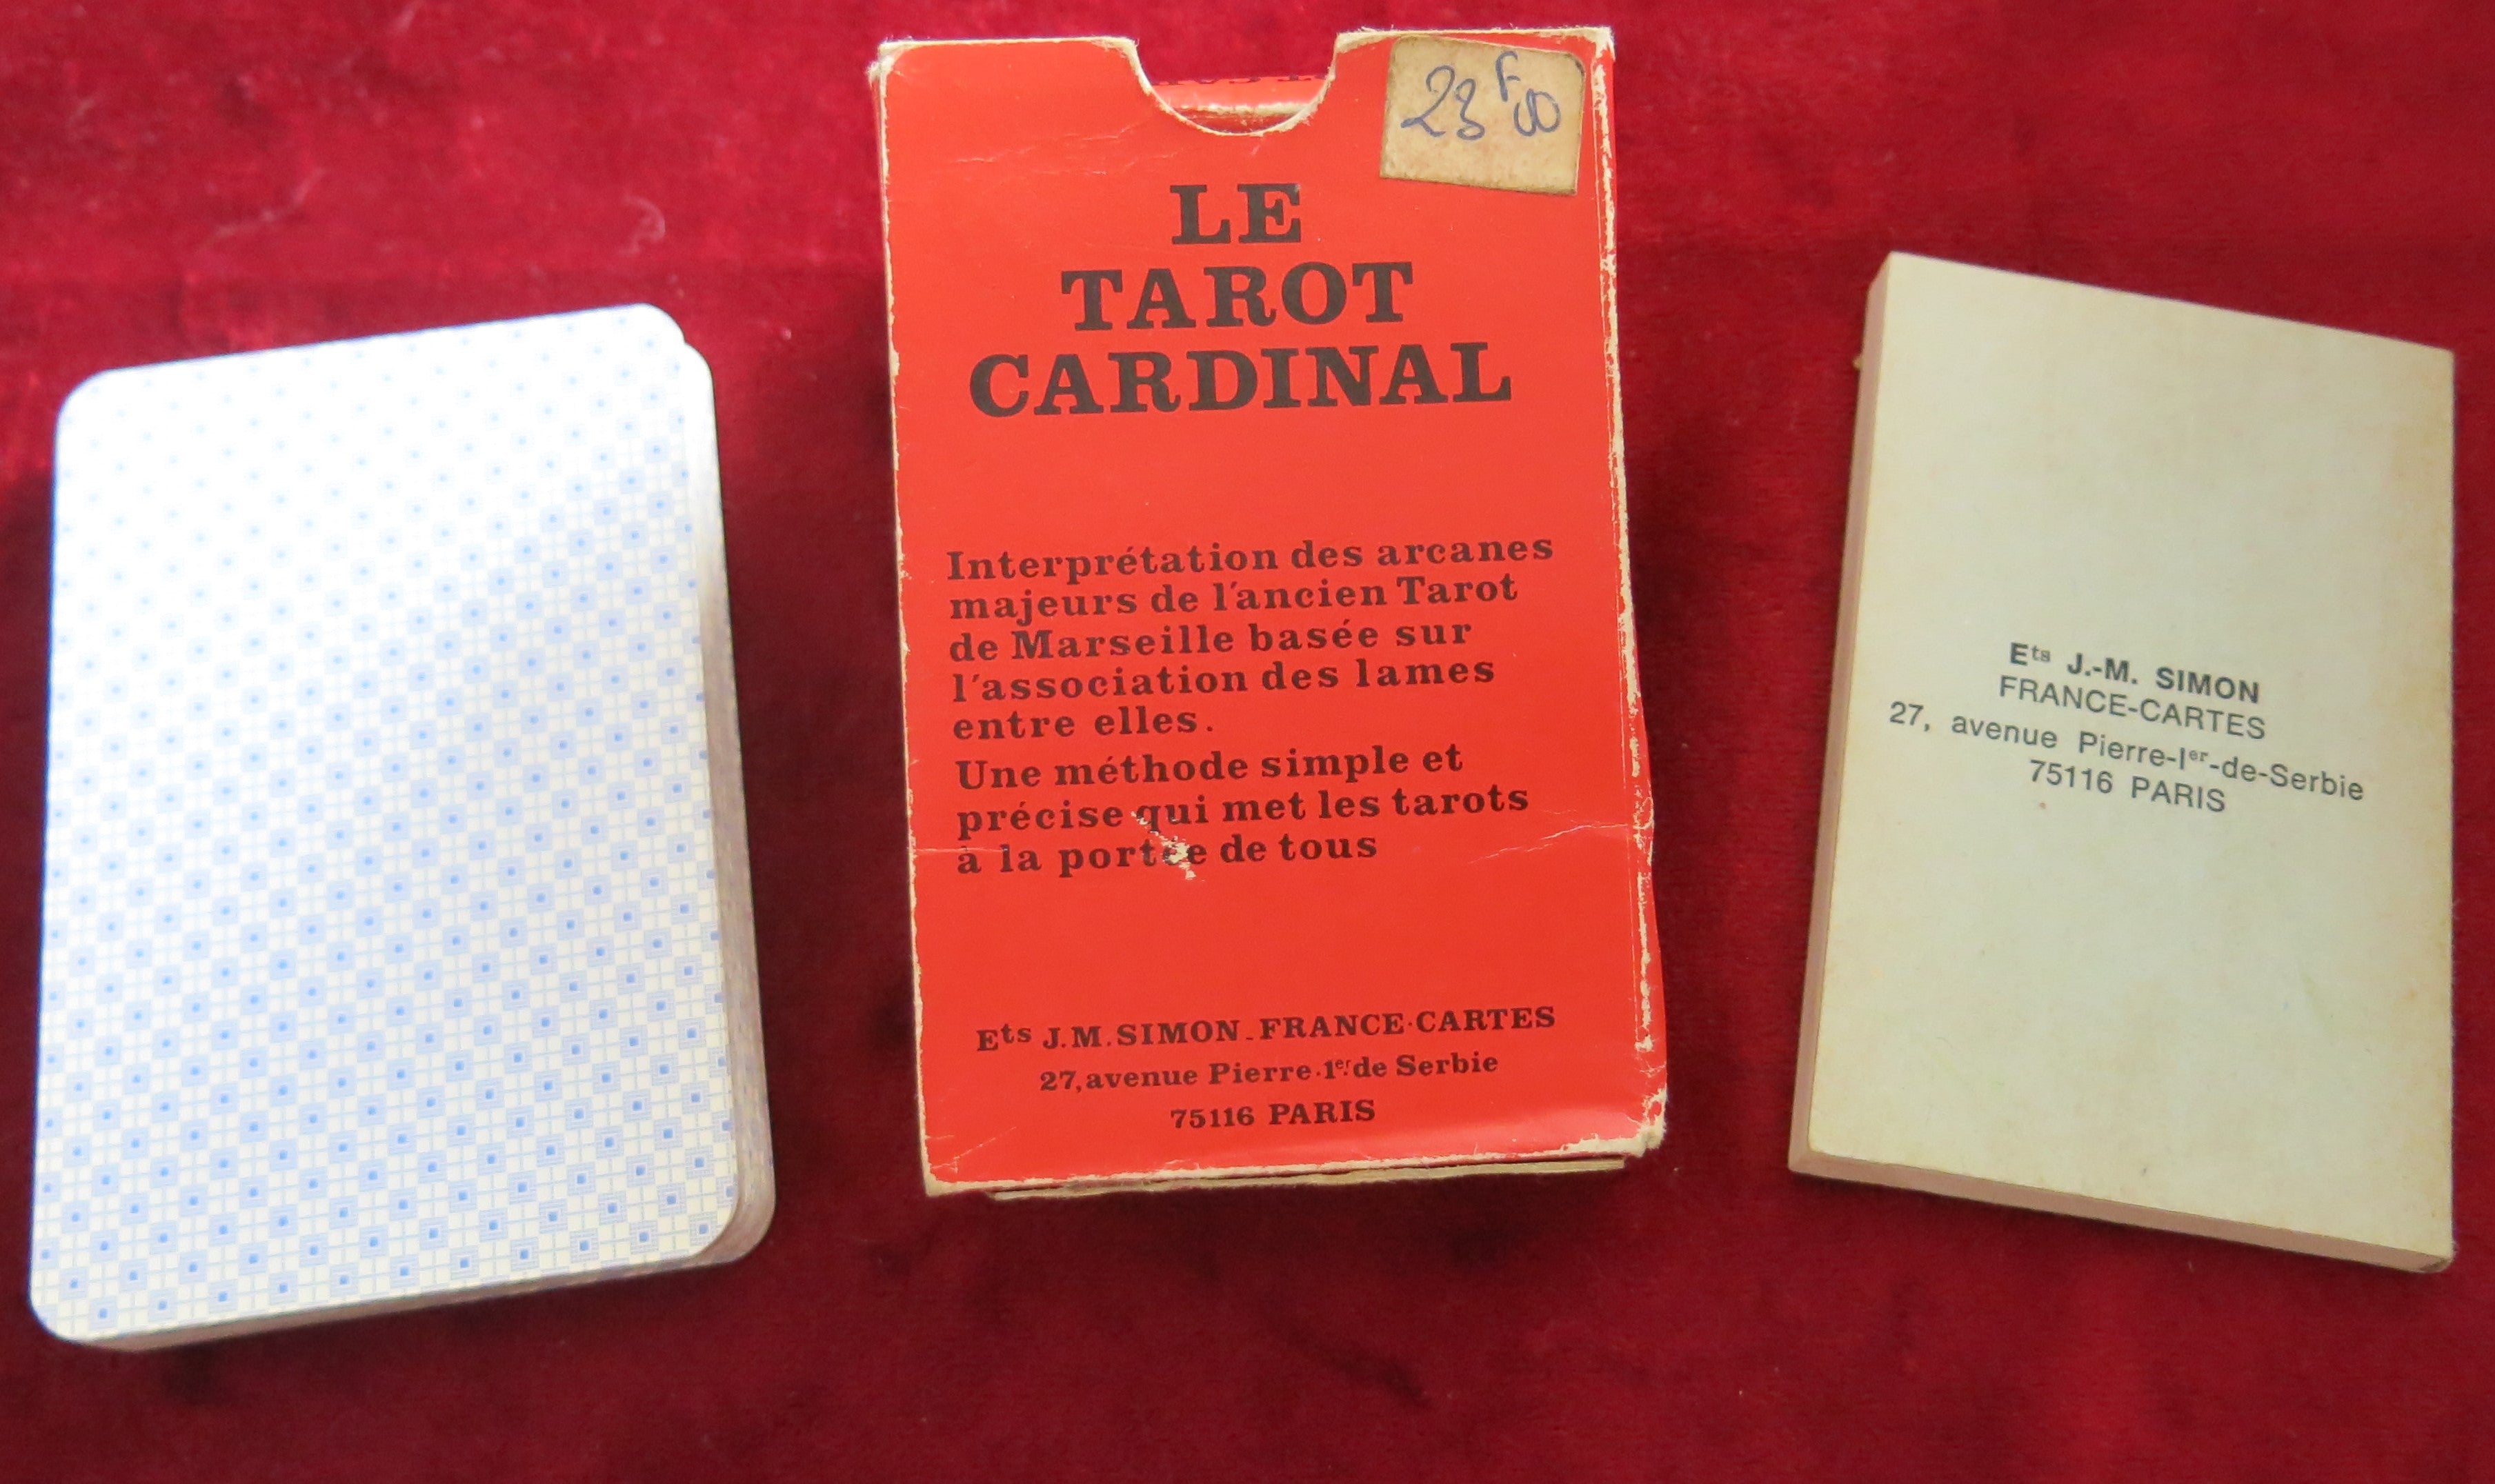 23F00
LE
TAROT
CARDINAL
Interprétation des arcanes
majeurs de l'ancien Tarot
de Marseille basée sur
l'association des lames
entre elles.
Une méthode simple et
précise qui met les tarots
à la portée de tous
Ets J.M. SIMON - FRANCE-CARTES
27, avenue Pierre-1er de Serbie
75116 PARIS
Ets J.-M. SIMON
FRANCE-CARTES
27, avenue Pierre-Ier-de-Serbie
75116 PARIS